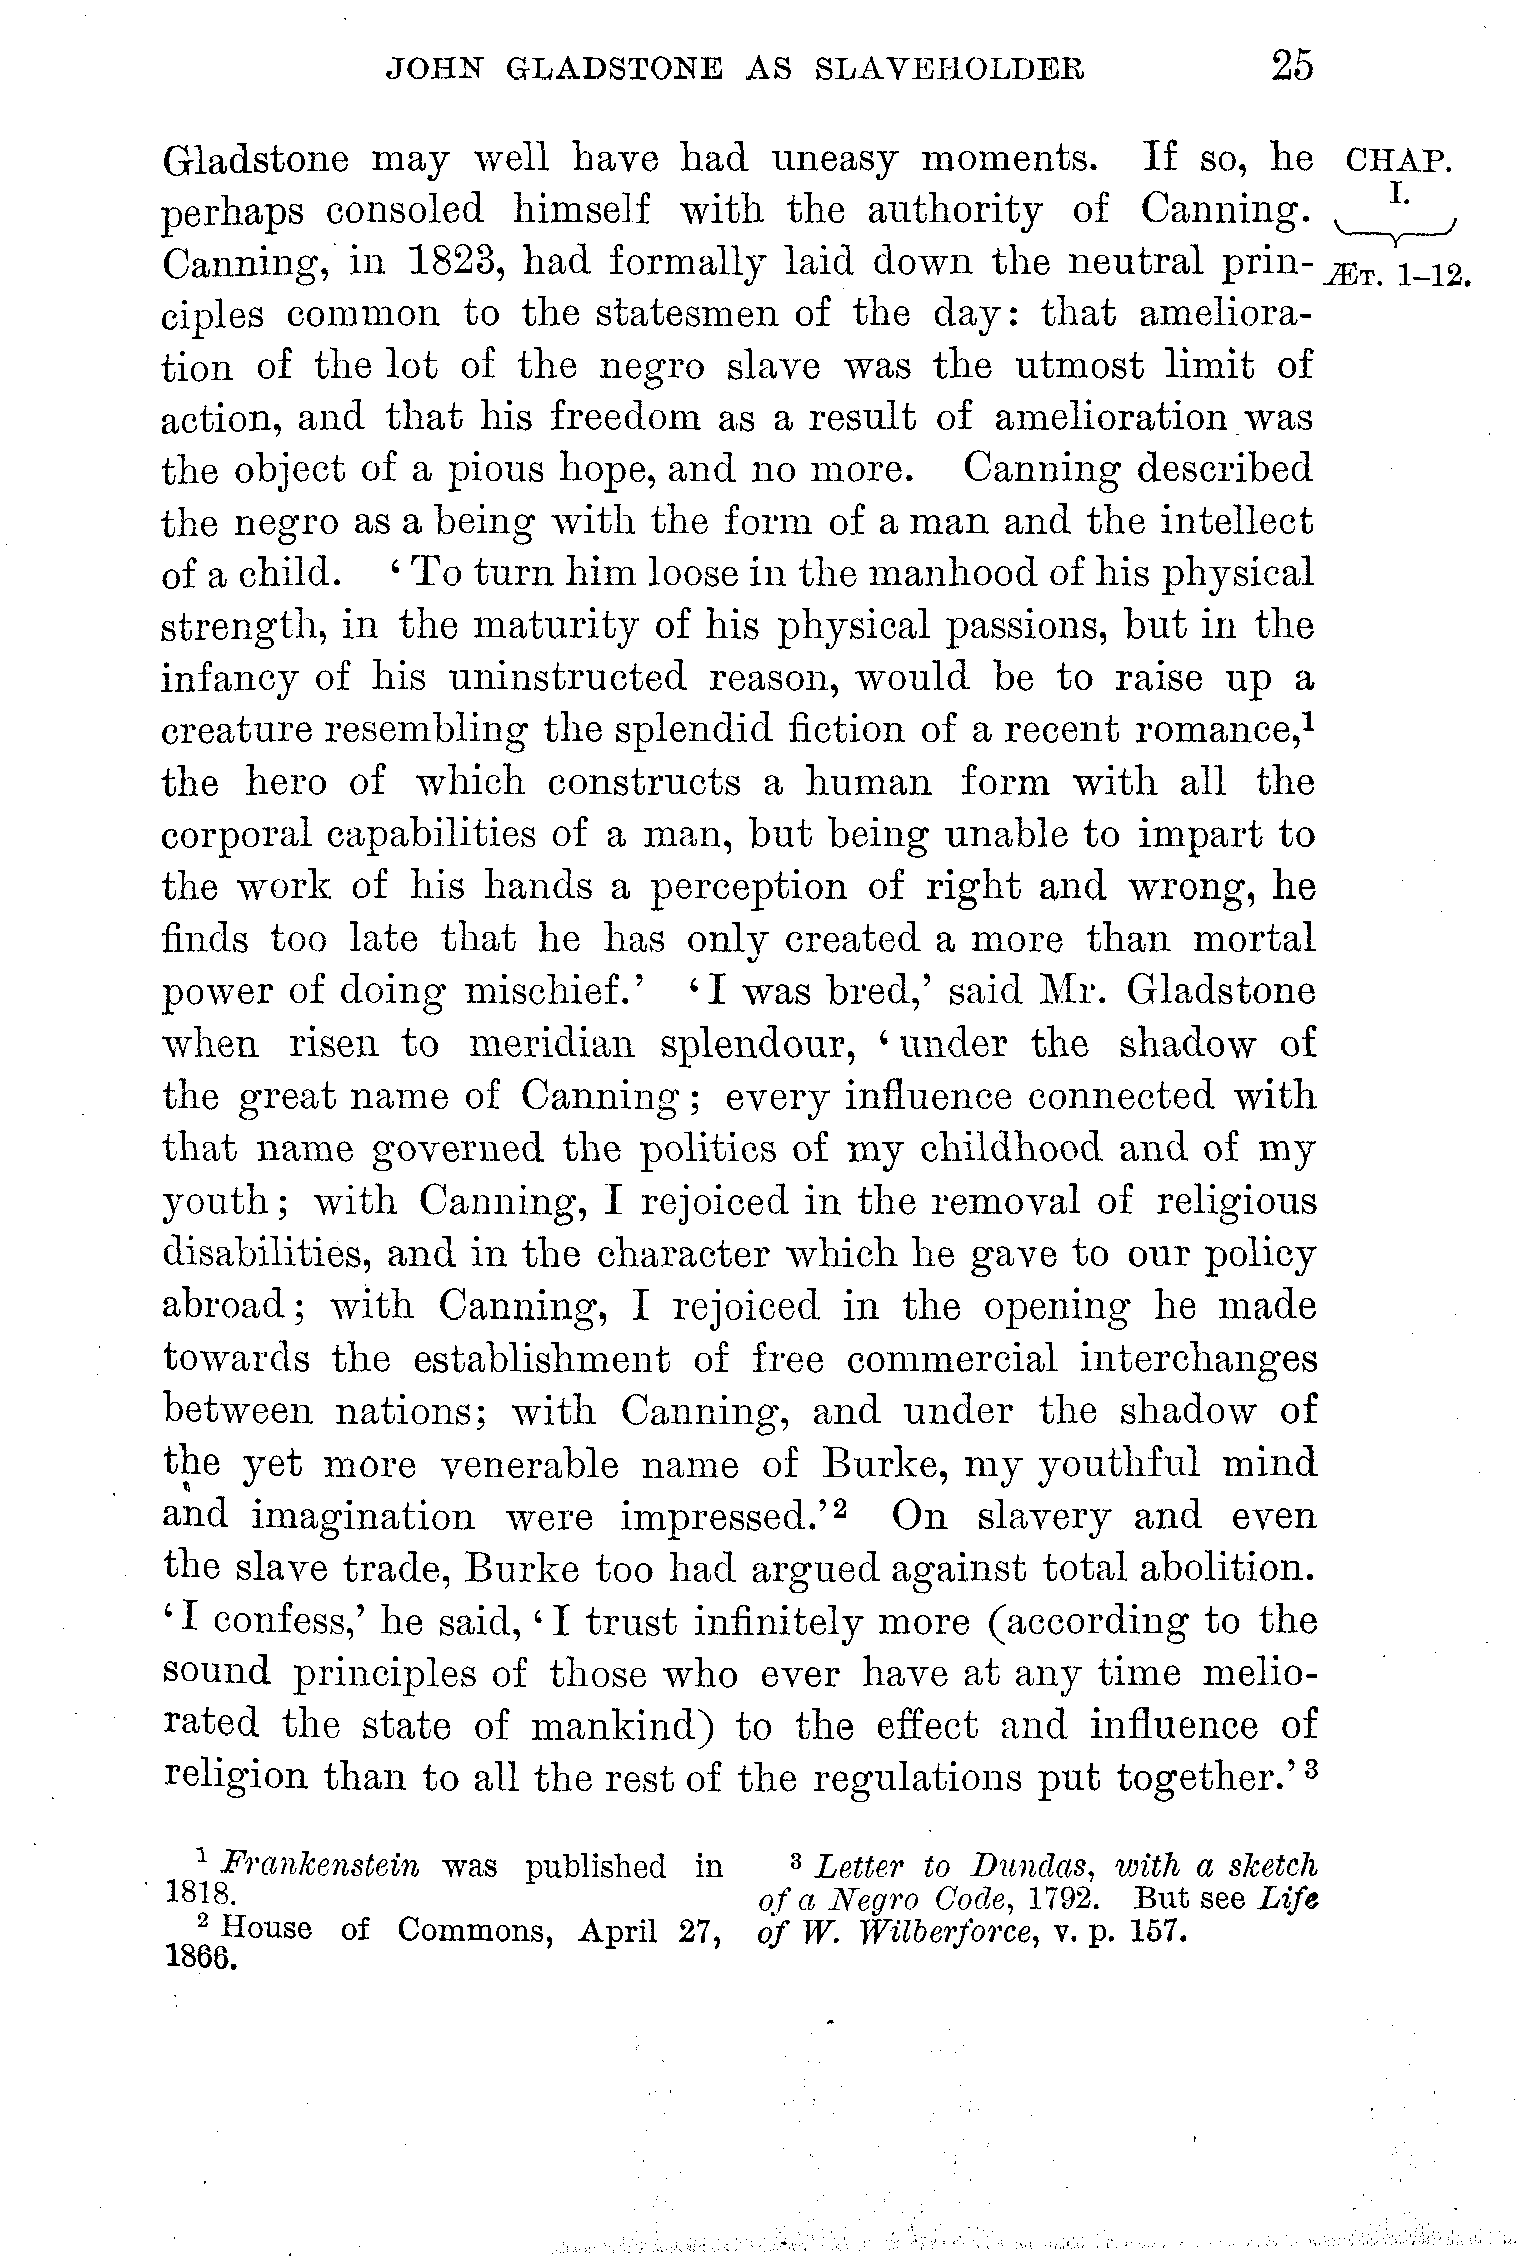 JOHN GLADSTONE AS SLAVEHOLDER 25
Gladstone may well have had uneasy moments. If so, he
perhaps consoled himself with the authority of Canning.
Canning, in 1823, had formally laid down the neutral prin-
ciples common to the statesmen of the day: that ameliora-
tion of the lot of the negro slave was the utmost limit of
action, and that his freedom as a result of amelioration was
the object of a pious hope, and no more. Canning described
the negro as a being with the form of a man and the intellect
of a child. ‘To turn him loose in the manhood of his physical
strength, in the maturity of his physical passions, but in the
infancy of his uninstructed reason, would be to raise up a
creature resembling the splendid fiction of a recent romance,¹
the hero of which constructs a human form with all the
corporal capabilities of a man, but being unable to impart to
the work of his hands a perception of right and wrong, he
finds too late that he has only created a more than mortal
power of doing mischief.’ ‘I was bred,’ said Mr. Gladstone
when risen to meridian splendour, ‘under the shadow of
the great name of Canning; every influence connected with
that name governed the politics of my childhood and of my
youth; with Canning, I rejoiced in the removal of religious
disabilities, and in the character which he gave to our policy
abroad; with Canning, I rejoiced in the opening he made
towards the establishment of free commercial interchanges
between nations; with Canning, and under the shadow of
the yet more venerable name of Burke, my youthful mind
and imagination were impressed.’² On slavery and even
the slave trade, Burke too had argued against total abolition.
‘I confess,’ he said, ‘I trust infinitely more (according to the
sound principles of those who ever have at any time melio-
rated the state of mankind) to the effect and influence of
religion than to all the rest of the regulations put together.’³
CHAP.
I.
ÆT. 1–12.
¹ Frankenstein was published in
1818.
² House of Commons, April 27,
1866.
³ Letter to Dundas, with a sketch
of a Negro Code, 1792. But see Life
of W. Wilberforce, v. p. 157.